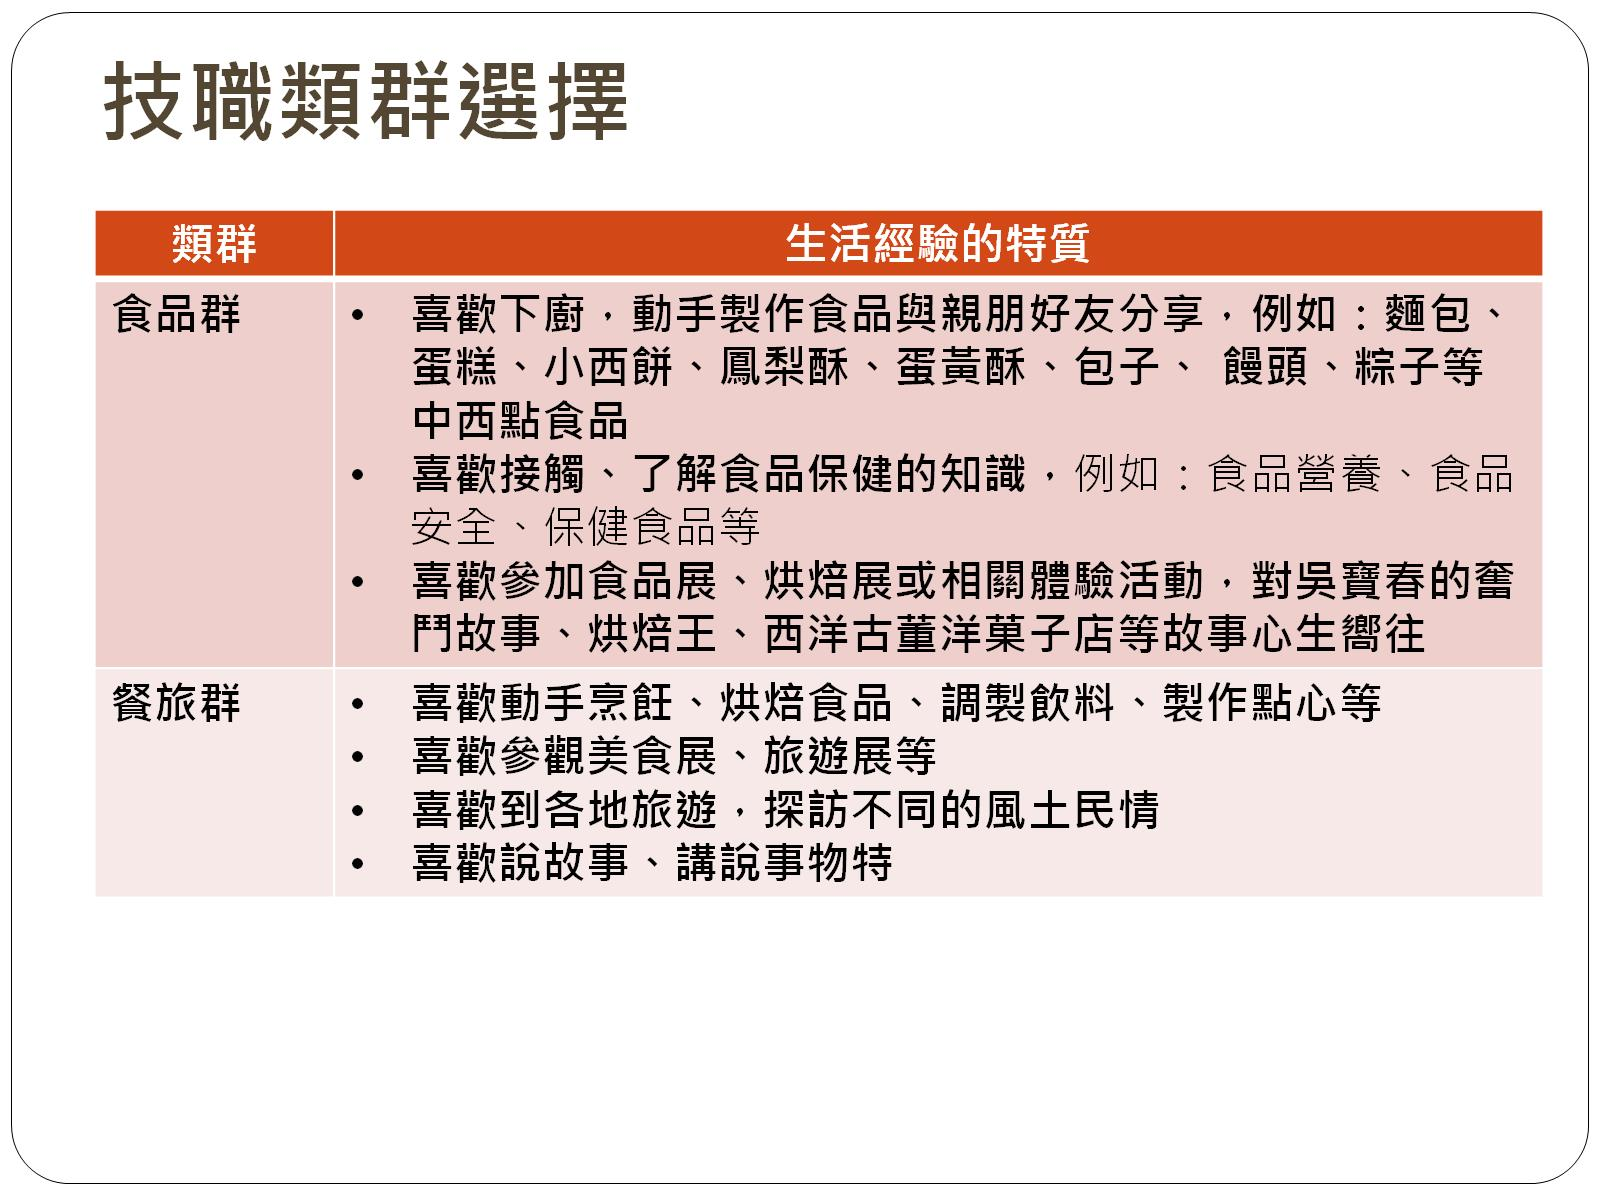 技職類群選擇
類群
生活經驗的特質
食品群
• 喜歡下廚，動手製作食品與親朋好友分享，例如：麵包、
蛋糕、小西餅、鳳梨酥、蛋黃酥、包子、 饅頭、粽子等
中西點食品
• 喜歡接觸、了解食品保健的知識，例如：食品營養、食品
安全、保健食品等
• 喜歡參加食品展、烘焙展或相關體驗活動，對吳寶春的奮
鬥故事、烘焙王、西洋古董洋菓子店等故事心生嚮往
餐旅群
• 喜歡動手烹飪、烘焙食品、調製飲料、製作點心等
• 喜歡參觀美食展、旅遊展等
• 喜歡到各地旅遊，探訪不同的風土民情
• 喜歡說故事、講說事物特